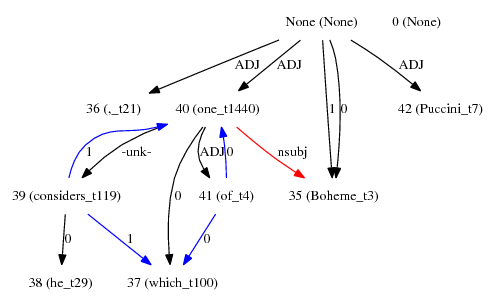 None (None) 0 (None)
ADJ ADJ 1 0 ADJ
36 (,_t21) 40 (one_t1440) 42 (Puccini_t7)
1 -unk- ADJ 0 nsubj
39 (considers_t119) 0 41 (of_t4) 35 (Boheme_t3)
0 1 0
38 (he_t29) 37 (which_t100)